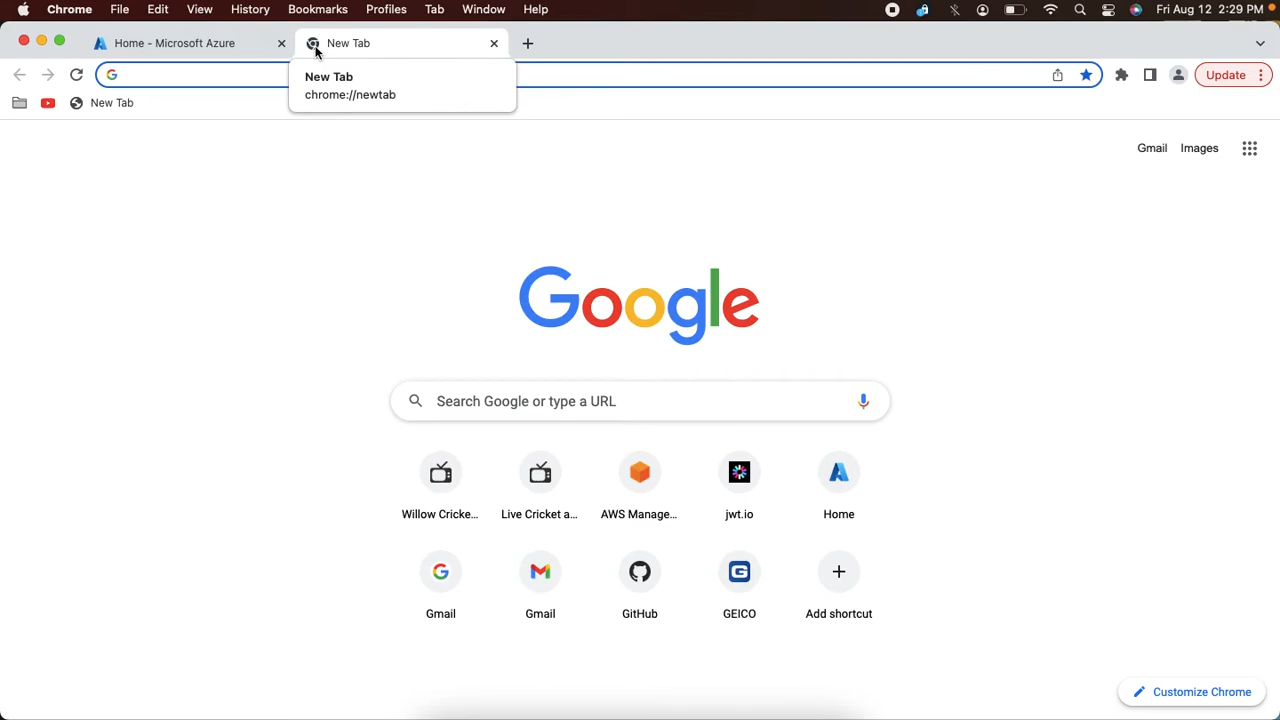 Chrome File Edit View History Bookmarks Profiles Tab Window Help Fri Aug 12 2:29 PM
Home - Microsoft Azure New Tab
Update
New Tab
chrome://newtab
New Tab
Gmail Images
Google
Search Google or type a URL
Willow Cricke... Live Cricket a... AWS Manage... jwt.io Home
Gmail Gmail GitHub GEICO Add shortcut
Customize Chrome